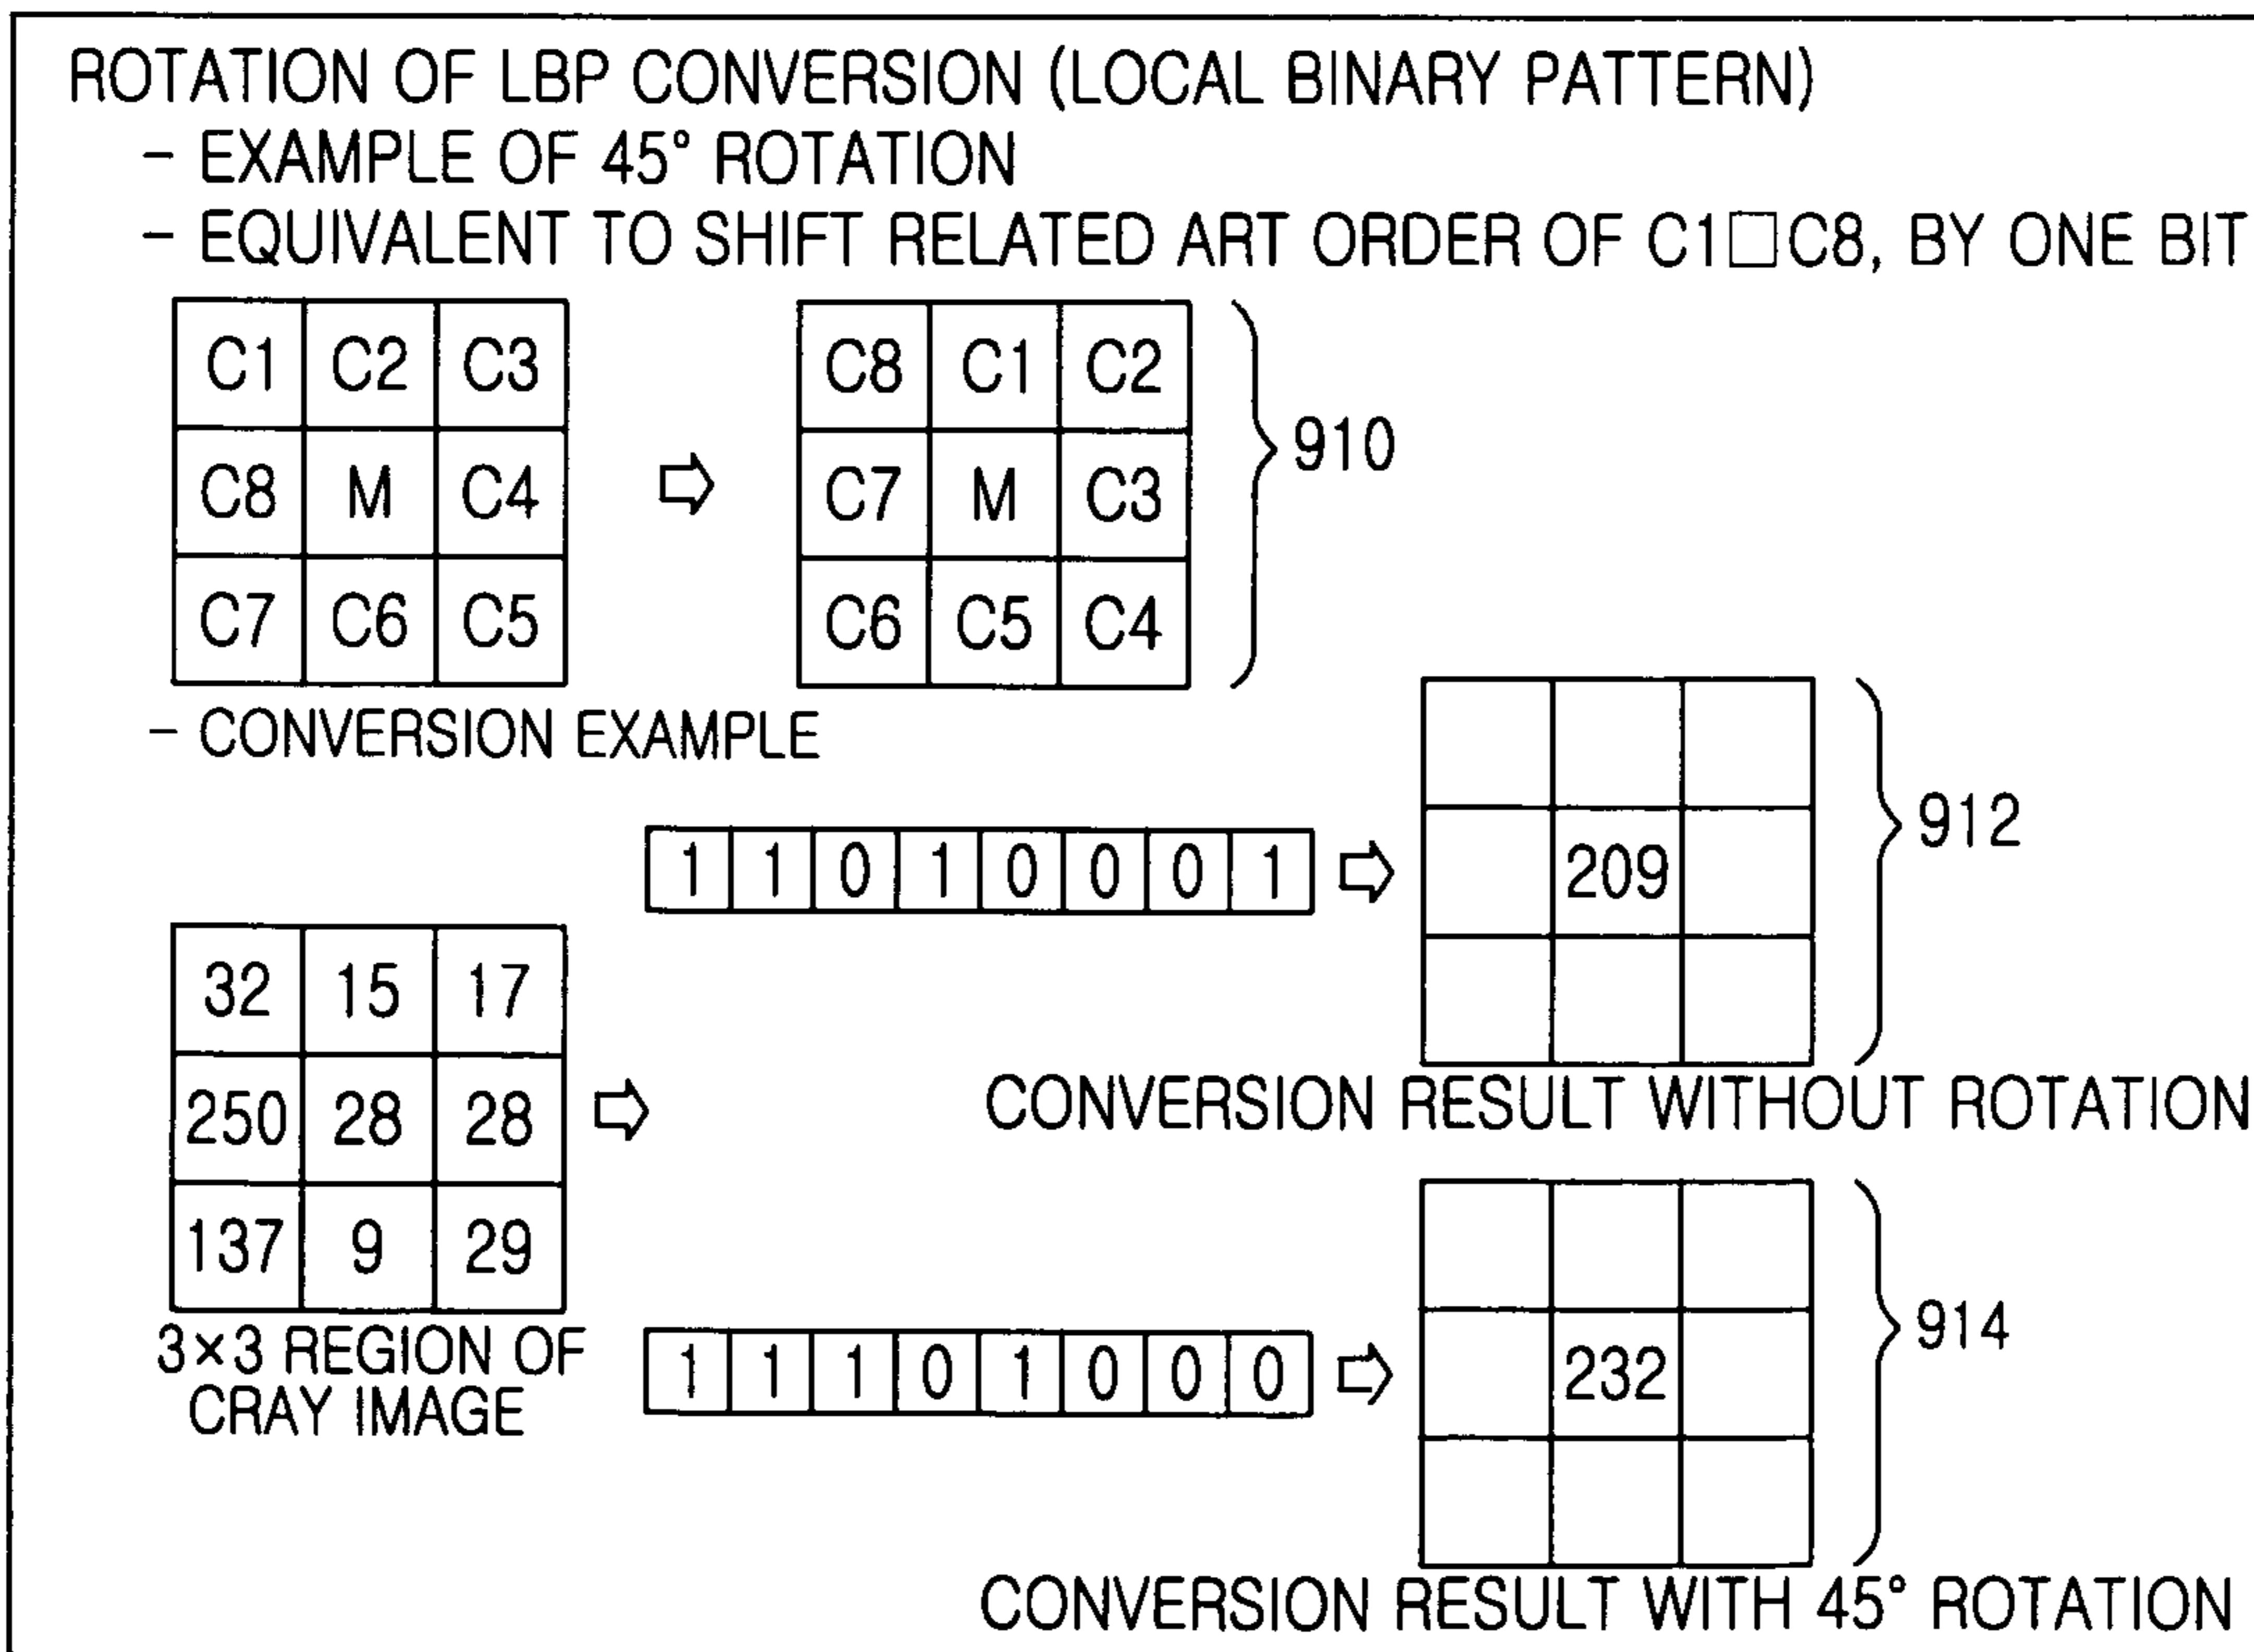 ROTATION OF LBP CONVERSION (LOCAL BINARY PATTERN)
– EXAMPLE OF 45° ROTATION
– EQUIVALENT TO SHIFT RELATED ART ORDER OF C1□C8, BY ONE BIT
C1 C2 C3
C8 M C4
C7 C6 C5
C8 C1 C2
C7 M C3
C6 C5 C4
910
– CONVERSION EXAMPLE
1 1 0 1 0 0 0 1
209
912
CONVERSION RESULT WITHOUT ROTATION
32 15 17
250 28 28
137 9 29
3×3 REGION OF
CRAY IMAGE
1 1 1 0 1 0 0 0
232
914
CONVERSION RESULT WITH 45° ROTATION